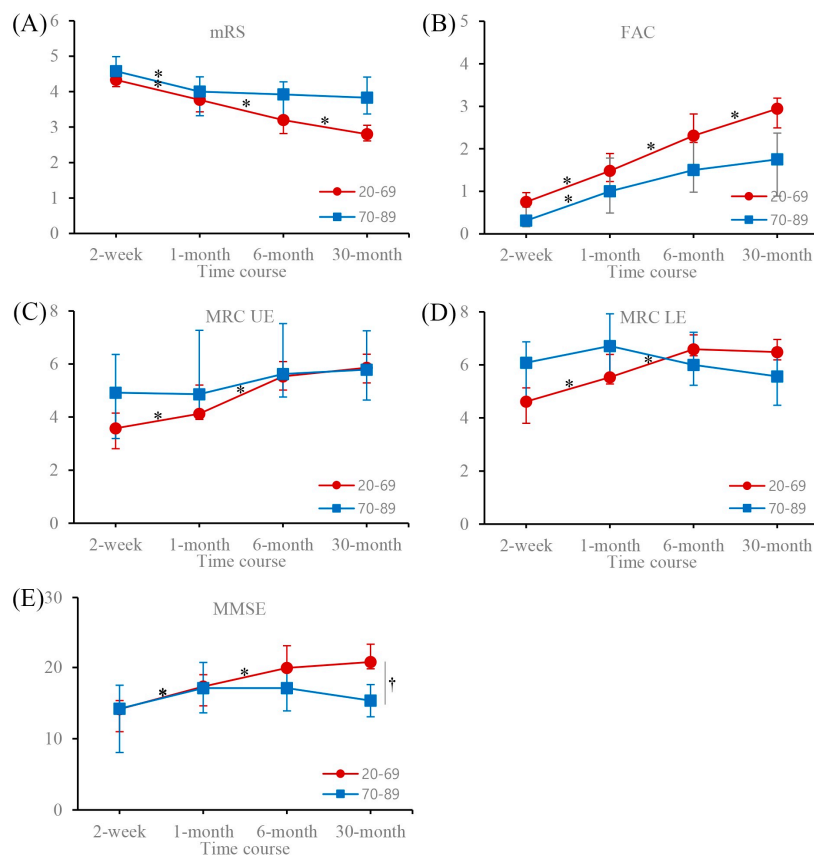 (A)
mRS
6
5
4
3
2
1
0
*
*
*
*
20-69
70-89
2-week 1-month 6-month 30-month
Time course
(B)
FAC
5
4
3
2
1
0
*
*
*
*
20-69
70-89
2-week 1-month 6-month 30-month
Time course
(C)
MRC UE
8
6
4
2
0
*
*
20-69
70-89
2-week 1-month 6-month 30-month
Time course
(D)
MRC LE
8
6
4
2
0
*
*
20-69
70-89
2-week 1-month 6-month 30-month
Time course
(E)
MMSE
30
20
10
0
*
*
†
20-69
70-89
2-week 1-month 6-month 30-month
Time course